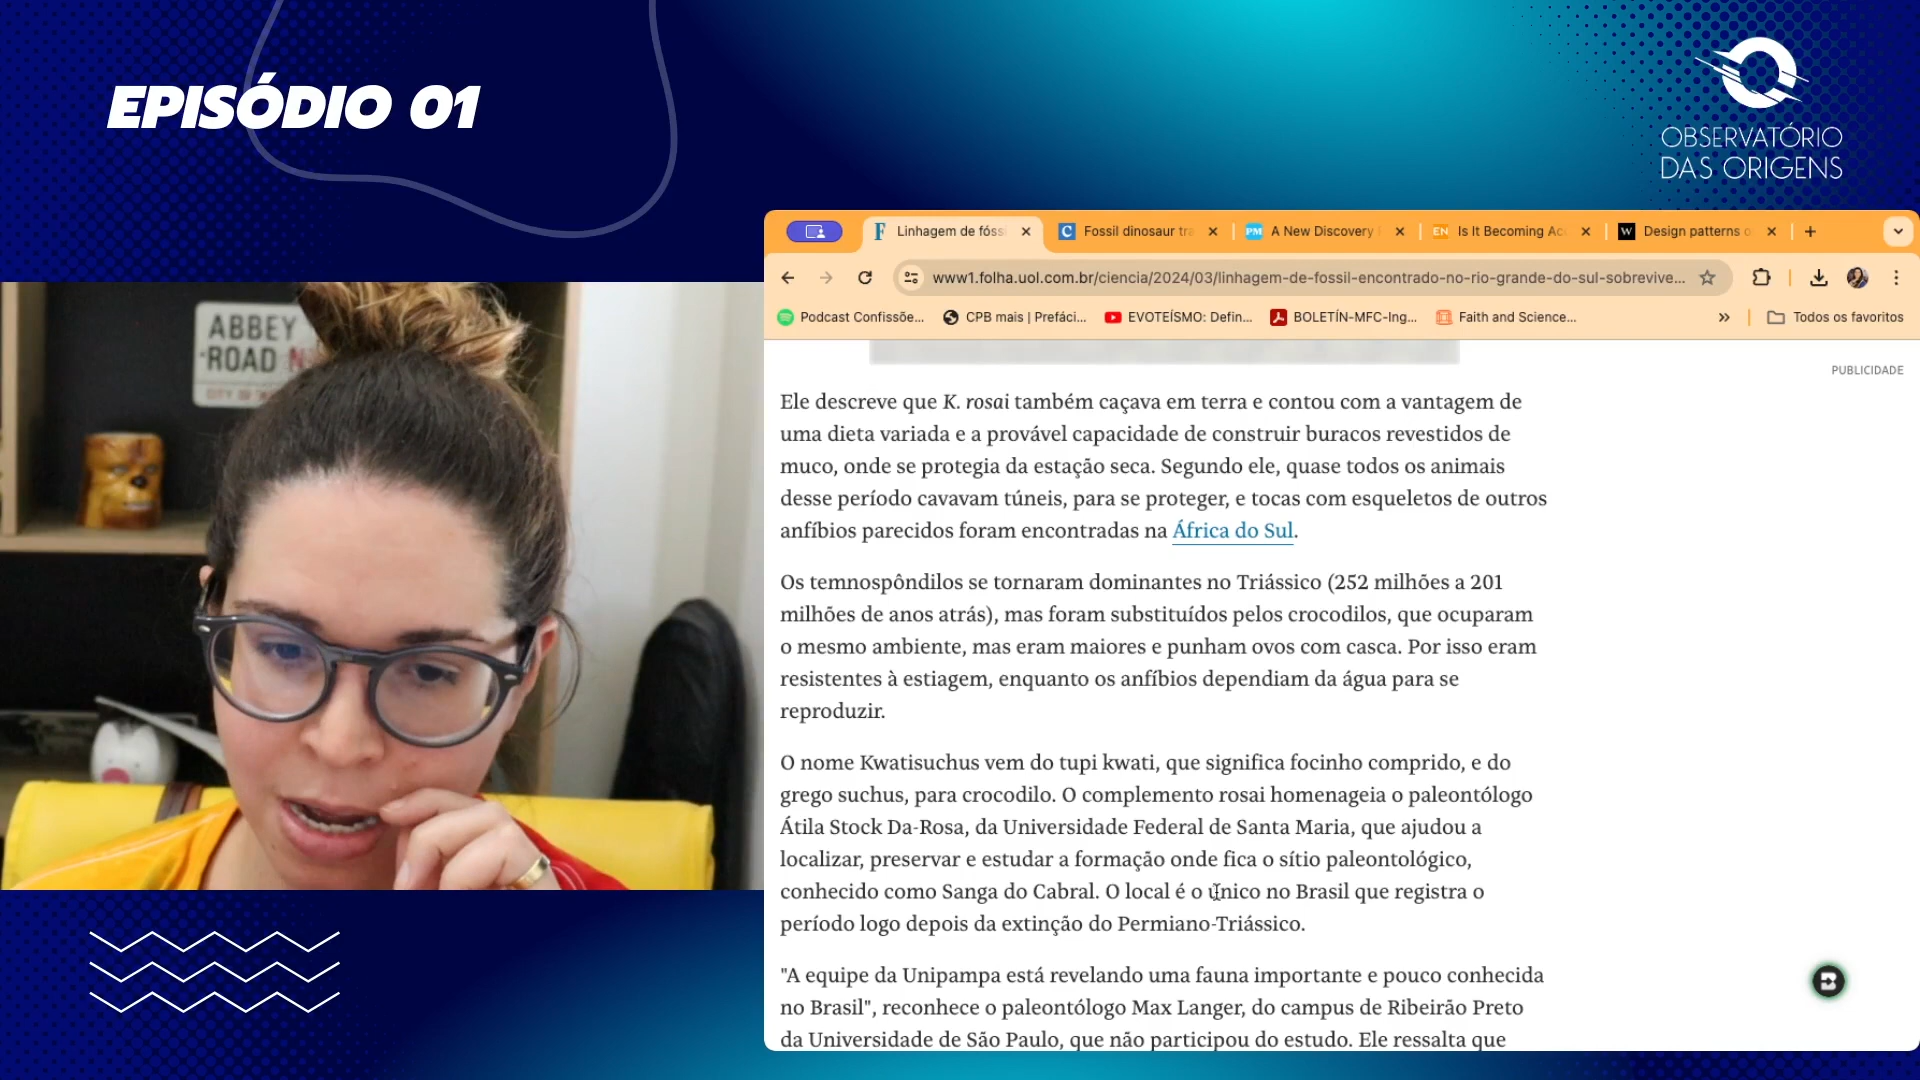 EPISÓDIO 01
OBSERVATÓRIO
DAS ORIGENS
ABBEY
ROAD N
Linhagem de fóss
Fossil dinosaur tra
PM
A New Discovery
EN
Is It Becoming Ac
W
Design patterns o
www1.folha.uol.com.br/ciencia/2024/03/linhagem-de-fossil-encontrado-no-rio-grande-do-sul-sobrevive...
Podcast Confissõe...
CPB mais | Prefáci...
EVOTEÍSMO: Defin...
BOLETÍN-MFC-Ing...
Faith and Science...
Todos os favoritos
PUBLICIDADE
Ele descreve que K. rosai também caçava em terra e contou com a vantagem de
uma dieta variada e a provável capacidade de construir buracos revestidos de
muco, onde se protegia da estação seca. Segundo ele, quase todos os animais
desse período cavavam túneis, para se proteger, e tocas com esqueletos de outros
anfíbios parecidos foram encontradas na África do Sul.
Os temnospôndilos se tornaram dominantes no Triássico (252 milhões a 201
milhões de anos atrás), mas foram substituídos pelos crocodilos, que ocuparam
o mesmo ambiente, mas eram maiores e punham ovos com casca. Por isso eram
resistentes à estiagem, enquanto os anfíbios dependiam da água para se
reproduzir.
O nome Kwatisuchus vem do tupi kwati, que significa focinho comprido, e do
grego suchus, para crocodilo. O complemento rosai homenageia o paleontólogo
Átila Stock Da-Rosa, da Universidade Federal de Santa Maria, que ajudou a
localizar, preservar e estudar a formação onde fica o sítio paleontológico,
conhecido como Sanga do Cabral. O local é o único no Brasil que registra o
período logo depois da extinção do Permiano-Triássico.
"A equipe da Unipampa está revelando uma fauna importante e pouco conhecida
no Brasil", reconhece o paleontólogo Max Langer, do campus de Ribeirão Preto
da Universidade de São Paulo, que não participou do estudo. Ele ressalta que